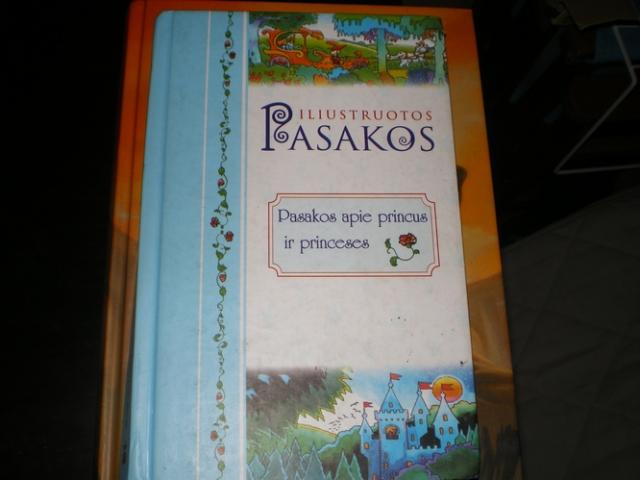 ILIUSTRUOTOS
PASAKOS
Pasakos apie princus
ir princeses